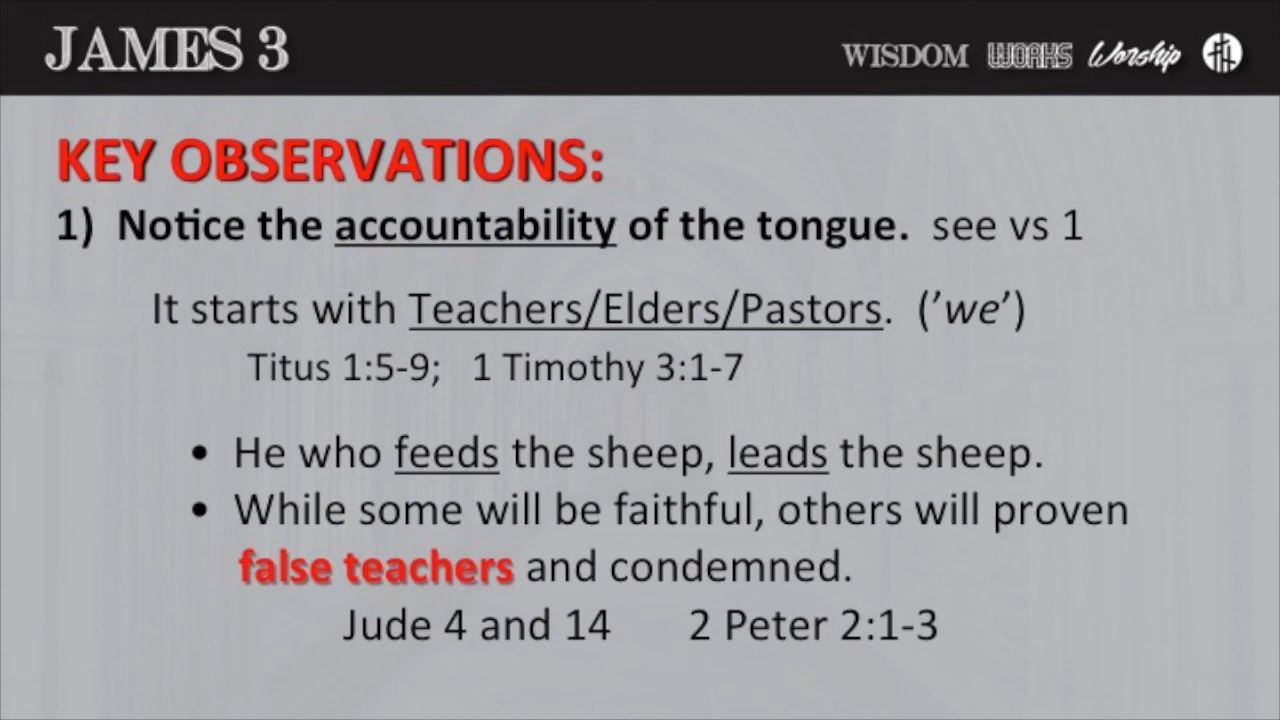 JAMES 3
WISDOM WORKS Worship
KEY OBSERVATIONS:
1) Notice the accountability of the tongue. see vs 1
It starts with Teachers/Elders/Pastors. (’we’)
Titus 1:5-9; 1 Timothy 3:1-7
• He who feeds the sheep, leads the sheep.
• While some will be faithful, others will proven
false teachers and condemned.
Jude 4 and 14 2 Peter 2:1-3